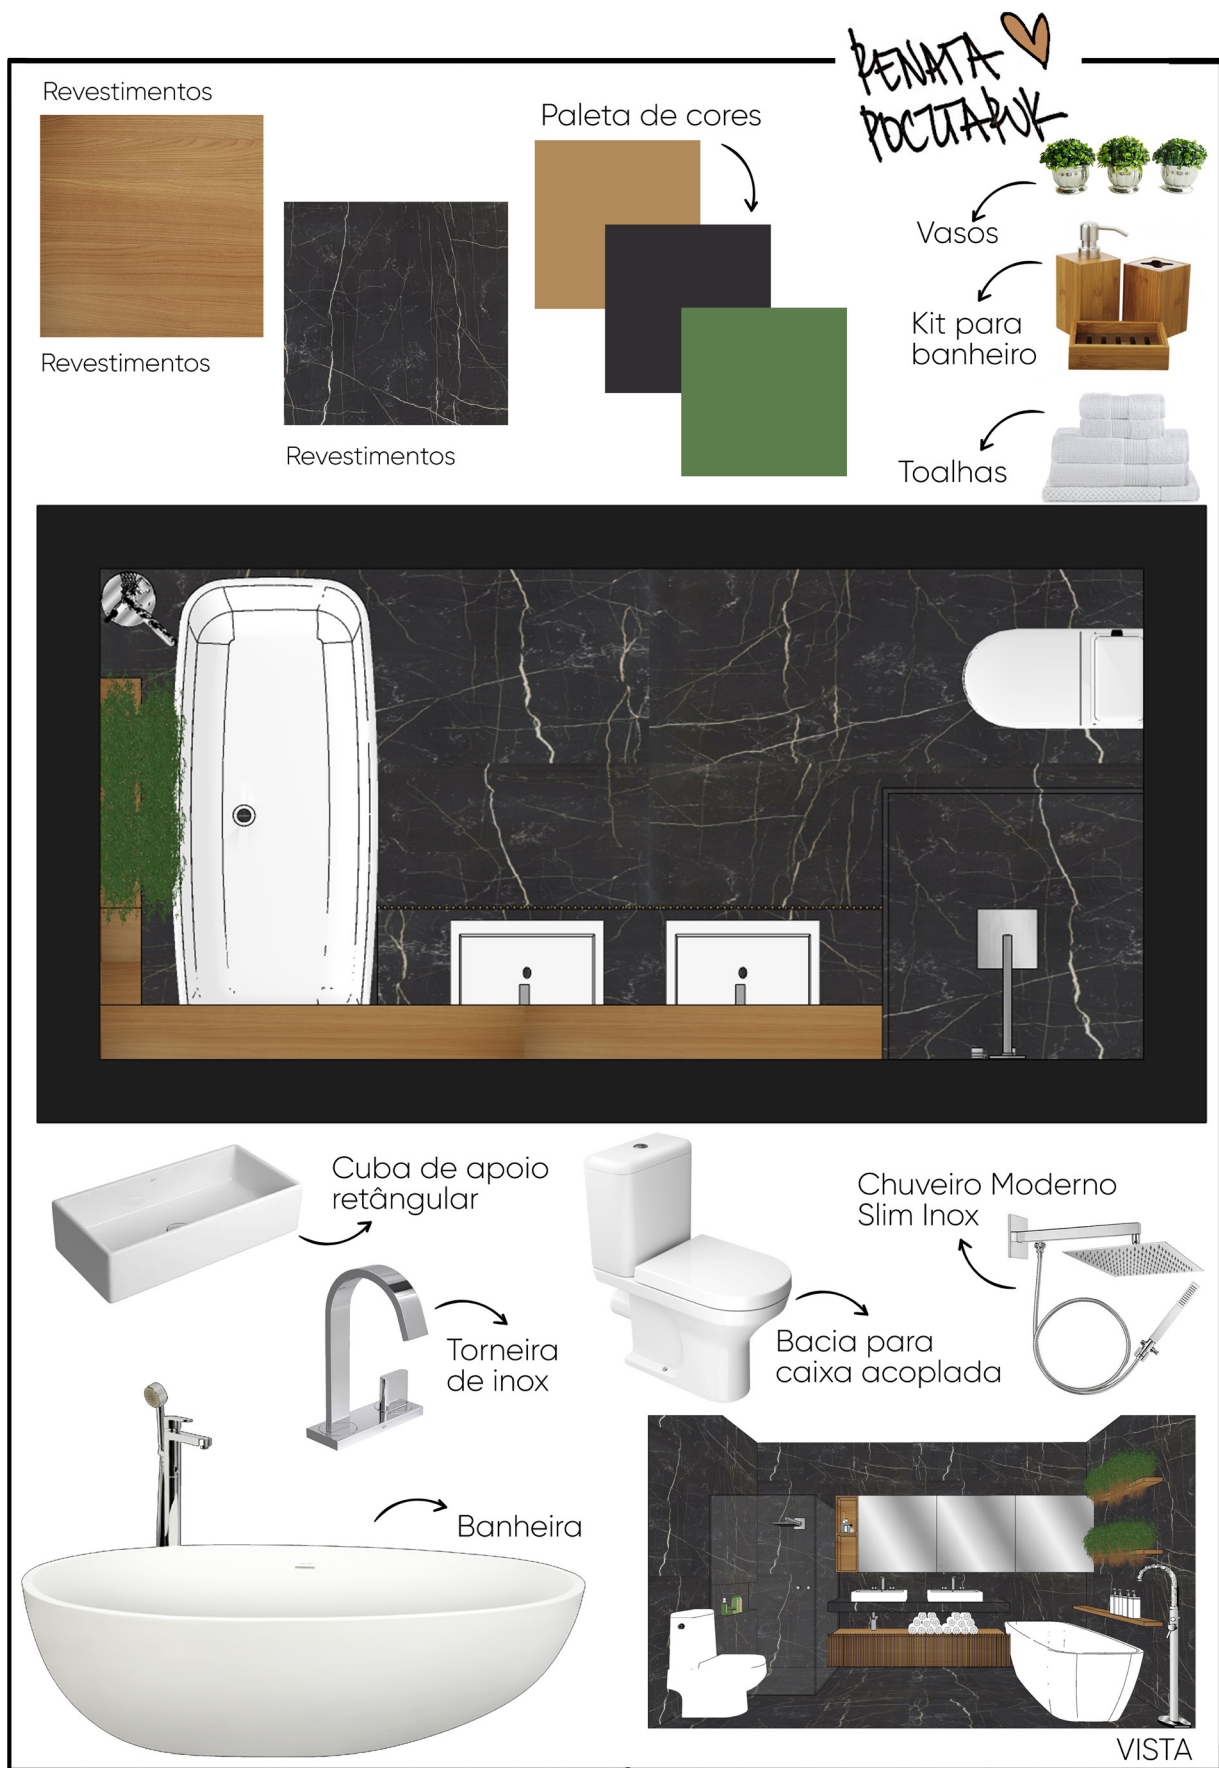 RENATA
POCZTARUK
Revestimentos
Revestimentos
Revestimentos
Paleta de cores
Vasos
Kit para
banheiro
Toalhas
Cuba de apoio
retângular
Torneira
de inox
Bacia para
caixa acoplada
Chuveiro Moderno
Slim Inox
Banheira
VISTA